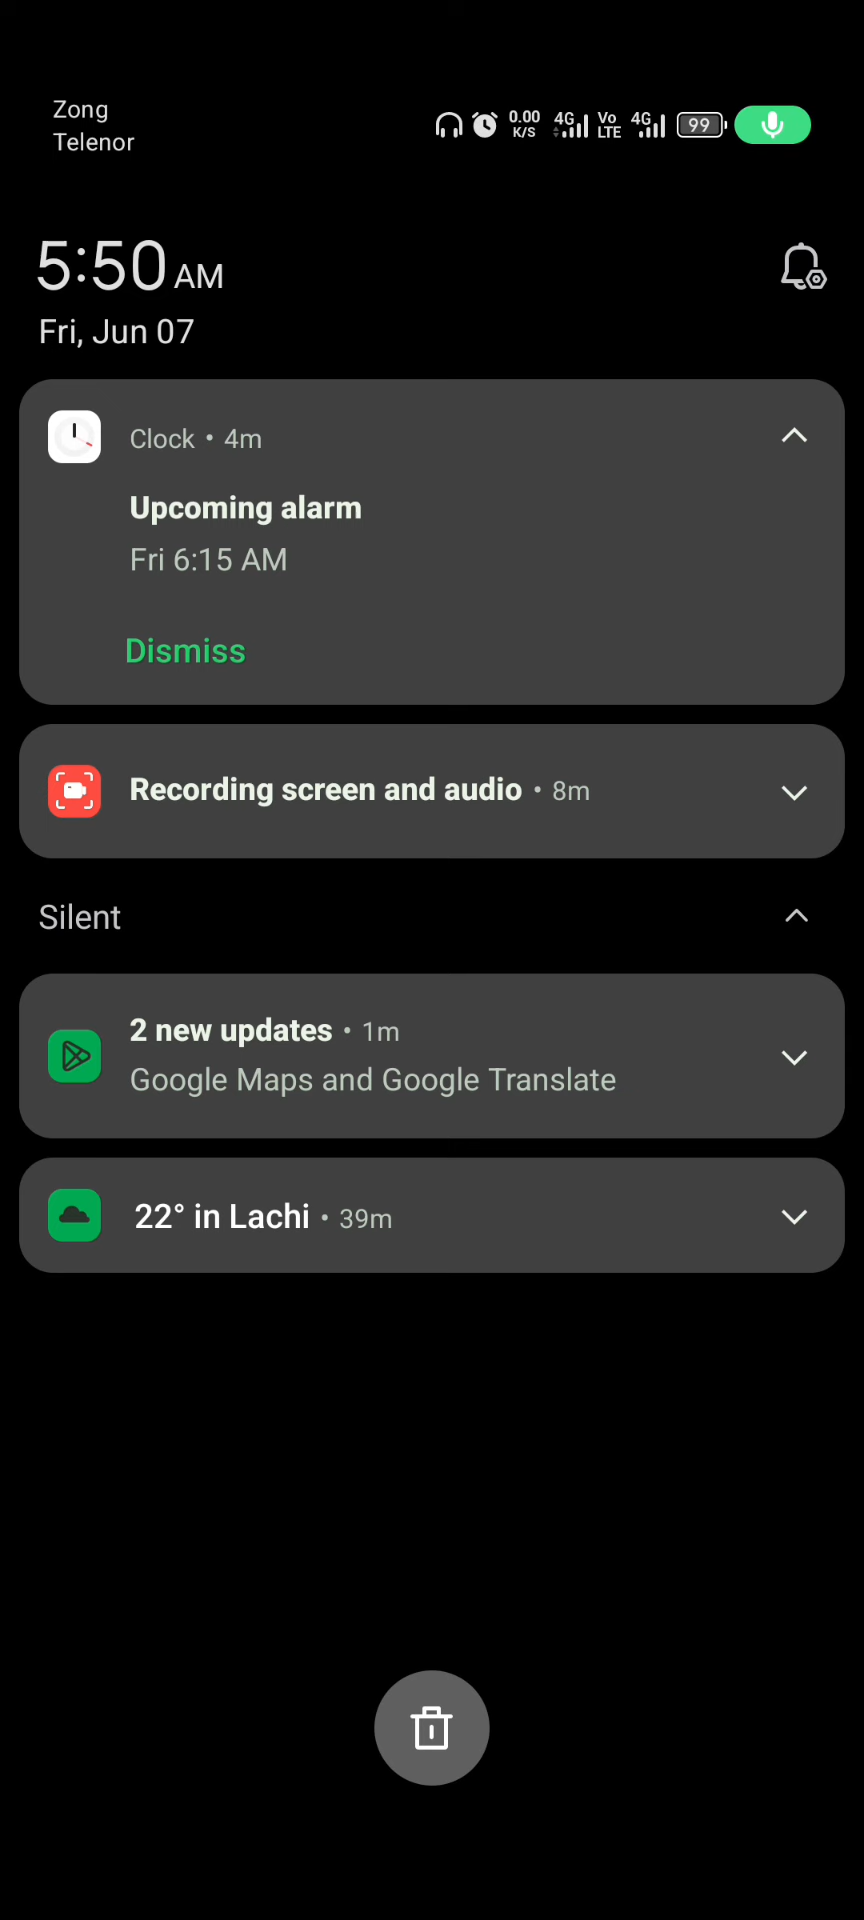 Zong
Telenor
0.00 K/S 4G Vo LTE 4G 99
5:50 AM
Fri, Jun 07
Clock • 4m
Upcoming alarm
Fri 6:15 AM
Dismiss
Recording screen and audio • 8m
Silent
2 new updates • 1m
Google Maps and Google Translate
22° in Lachi • 39m